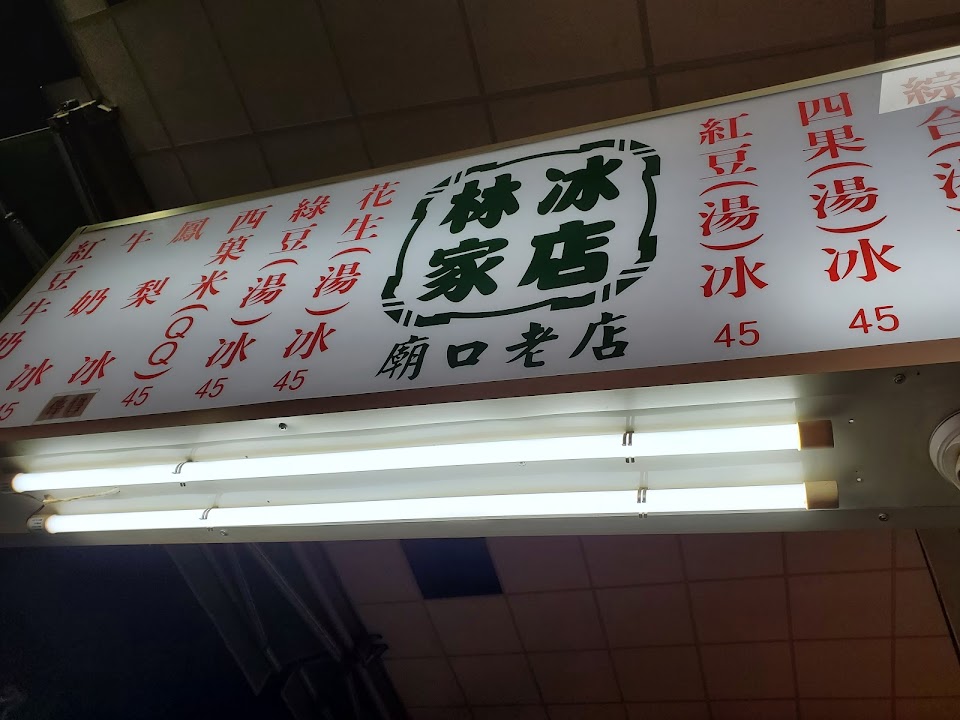 綜合(湯
四果(湯)冰
45
紅豆(湯)冰
45
林家
冰店
廟口老店
花生(湯)冰
45
綠豆(湯)冰
45
西菓米(QQ)
45
鳳梨冰
牛奶冰
45
紅豆牛奶